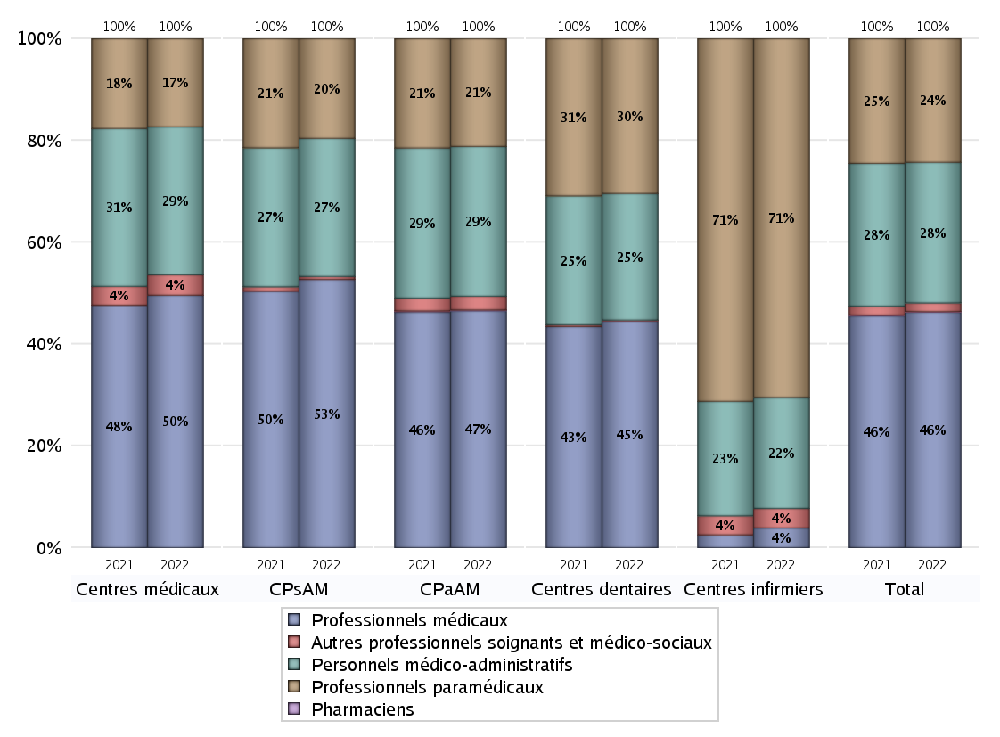 100% 100% 100% 100% 100% 100% 100% 100% 100% 100% 100% 100%
100%
18% 17% 21% 20% 21% 21% 31% 30% 71% 71% 25% 24%
80%
31% 29% 27% 27% 29% 29% 25% 25% 23% 22% 28% 28%
60%
4% 4% 4% 4%
40%
48% 50% 50% 53% 46% 47% 43% 45% 4% 46% 46%
20%
0%
2021 2022 2021 2022 2021 2022 2021 2022 2021 2022 2021 2022
Centres médicaux CPsAM CPaAM Centres dentaires Centres infirmiers Total
Professionnels médicaux
Autres professionnels soignants et médico-sociaux
Personnels médico-administratifs
Professionnels paramédicaux
Pharmaciens